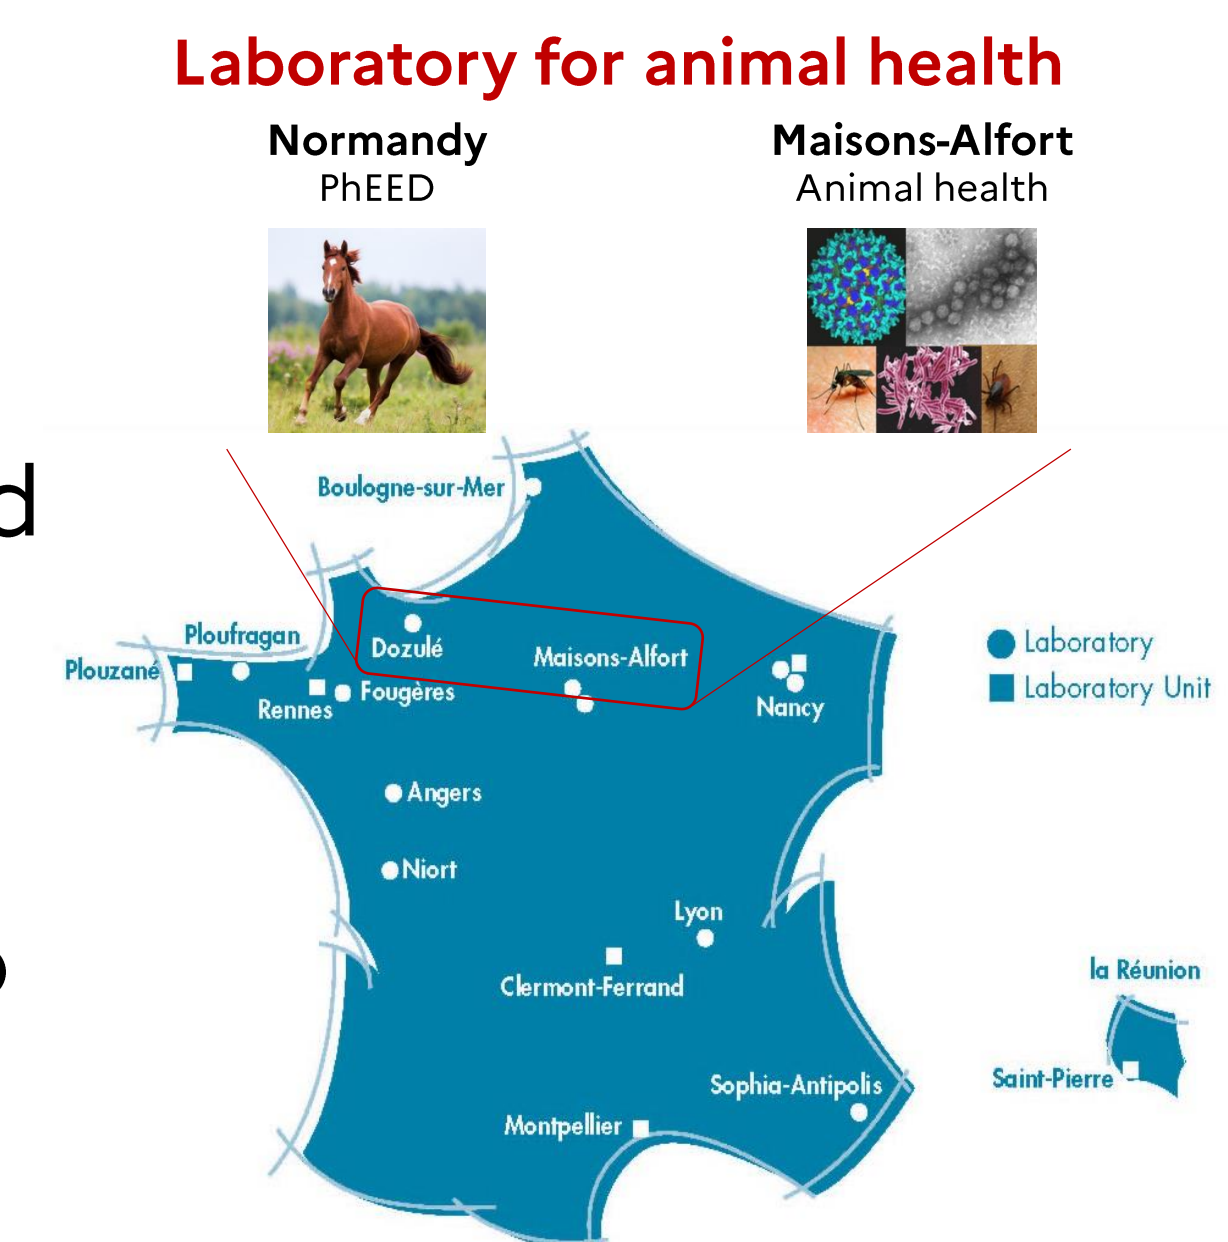 Laboratory for animal health
Normandy
PhEED
Maisons-Alfort
Animal health
d
Boulogne-sur-Mer
Ploufragan
Plouzané
Dozulé
Maisons-Alfort
Laboratory
Laboratory Unit
Rennes
Fougères
Nancy
Angers
Niort
Lyon
Clermont-Ferrand
la Réunion
Saint-Pierre
Sophia-Antipolis
Montpellier